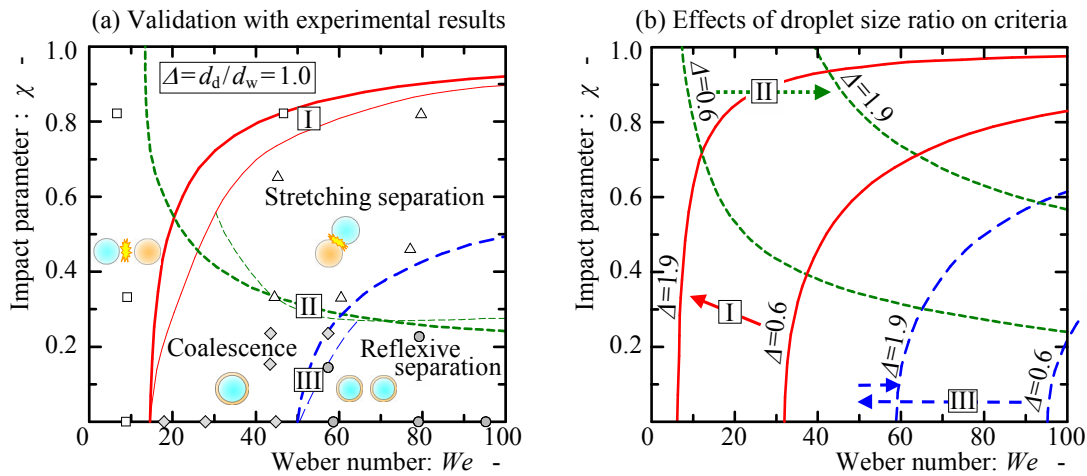 (a) Validation with experimental results
Impact parameter : χ -
1.0
0.8
0.6
0.4
0.2
0 20 40 60 80 100
Weber number: We -
Δ=d_d/d_w=1.0
I
Stretching separation
II
Coalescence
Reflexive
separation
III
(b) Effects of droplet size ratio on criteria
Impact parameter : χ -
1.0
0.8
0.6
0.4
0.2
0 20 40 60 80 100
Weber number: We -
Δ=0.6
II
Δ=1.9
Δ=1.9
I
Δ=0.6
Δ=1.9
Δ=0.6
III